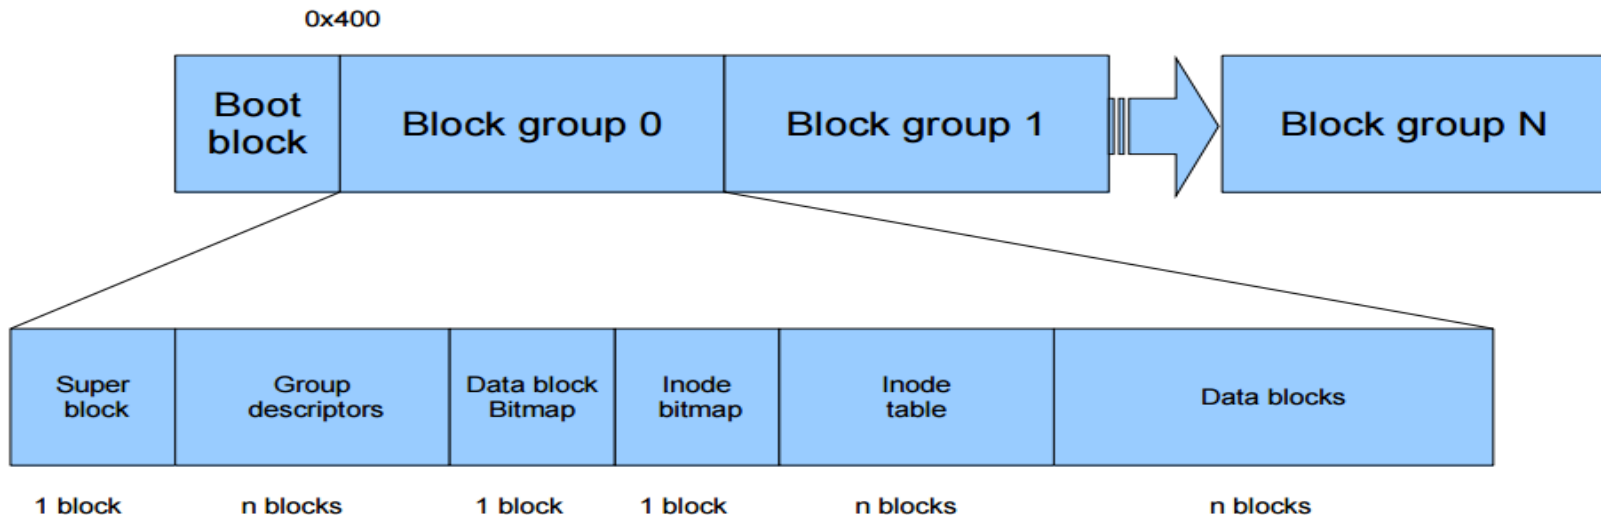 0x400
Boot
block
Block group 0
Block group 1
Block group N
Super
block
Group
descriptors
Data block
Bitmap
Inode
bitmap
Inode
table
Data blocks
1 block
n blocks
1 block
1 block
n blocks
n blocks